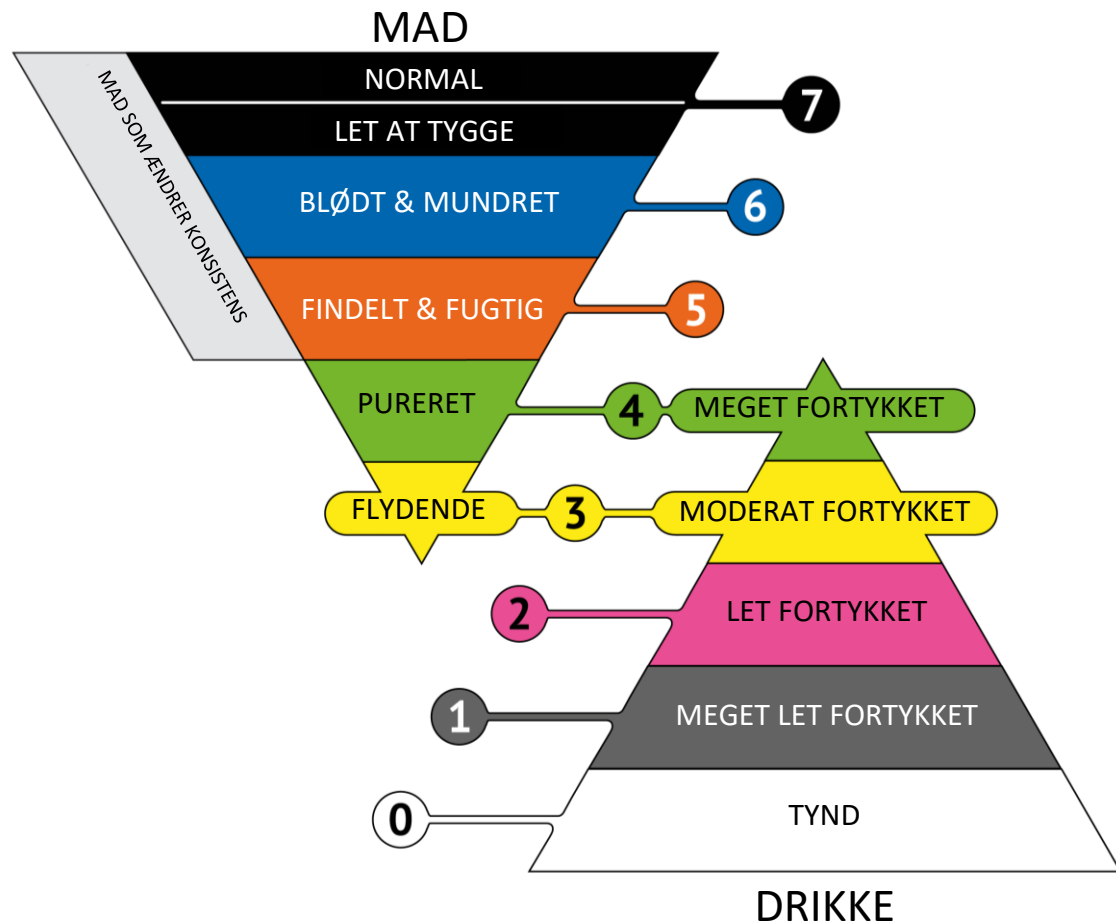 MAD
NORMAL
7
LET AT TYGGE
MAD SOM ÆNDRER KONSISTENS
BLØDT & MUNDRET
6
FINDELT & FUGTIG
5
PURERET
4
MEGET FORTYKKET
FLYDENDE
3
MODERAT FORTYKKET
2
LET FORTYKKET
1
MEGET LET FORTYKKET
0
TYND
DRIKKE